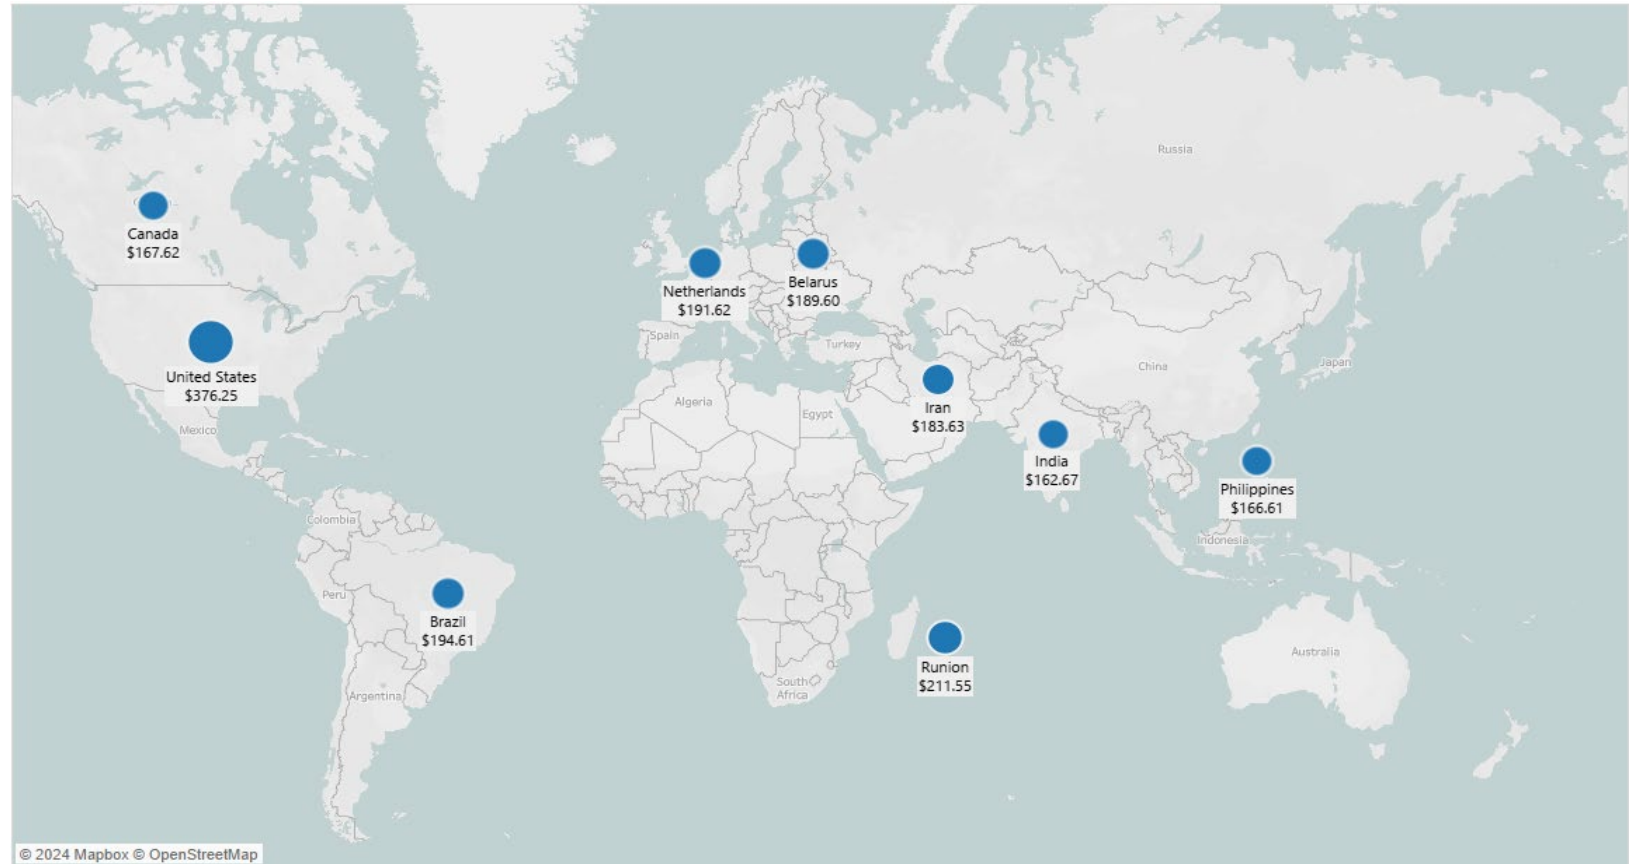 Russia
Canada
$167.62
Netherlands
$191.62
Belarus
$189.60
Spain
Turkey
China
Japan
United States
$376.25
Mexico
Algeria
Egypt
Iran
$183.63
India
$162.67
Philippines
$166.61
Colombia
Indonesia
Peru
Brazil
$194.61
Runion
$211.55
Australia
Argentina
South
Africa
© 2024 Mapbox © OpenStreetMap